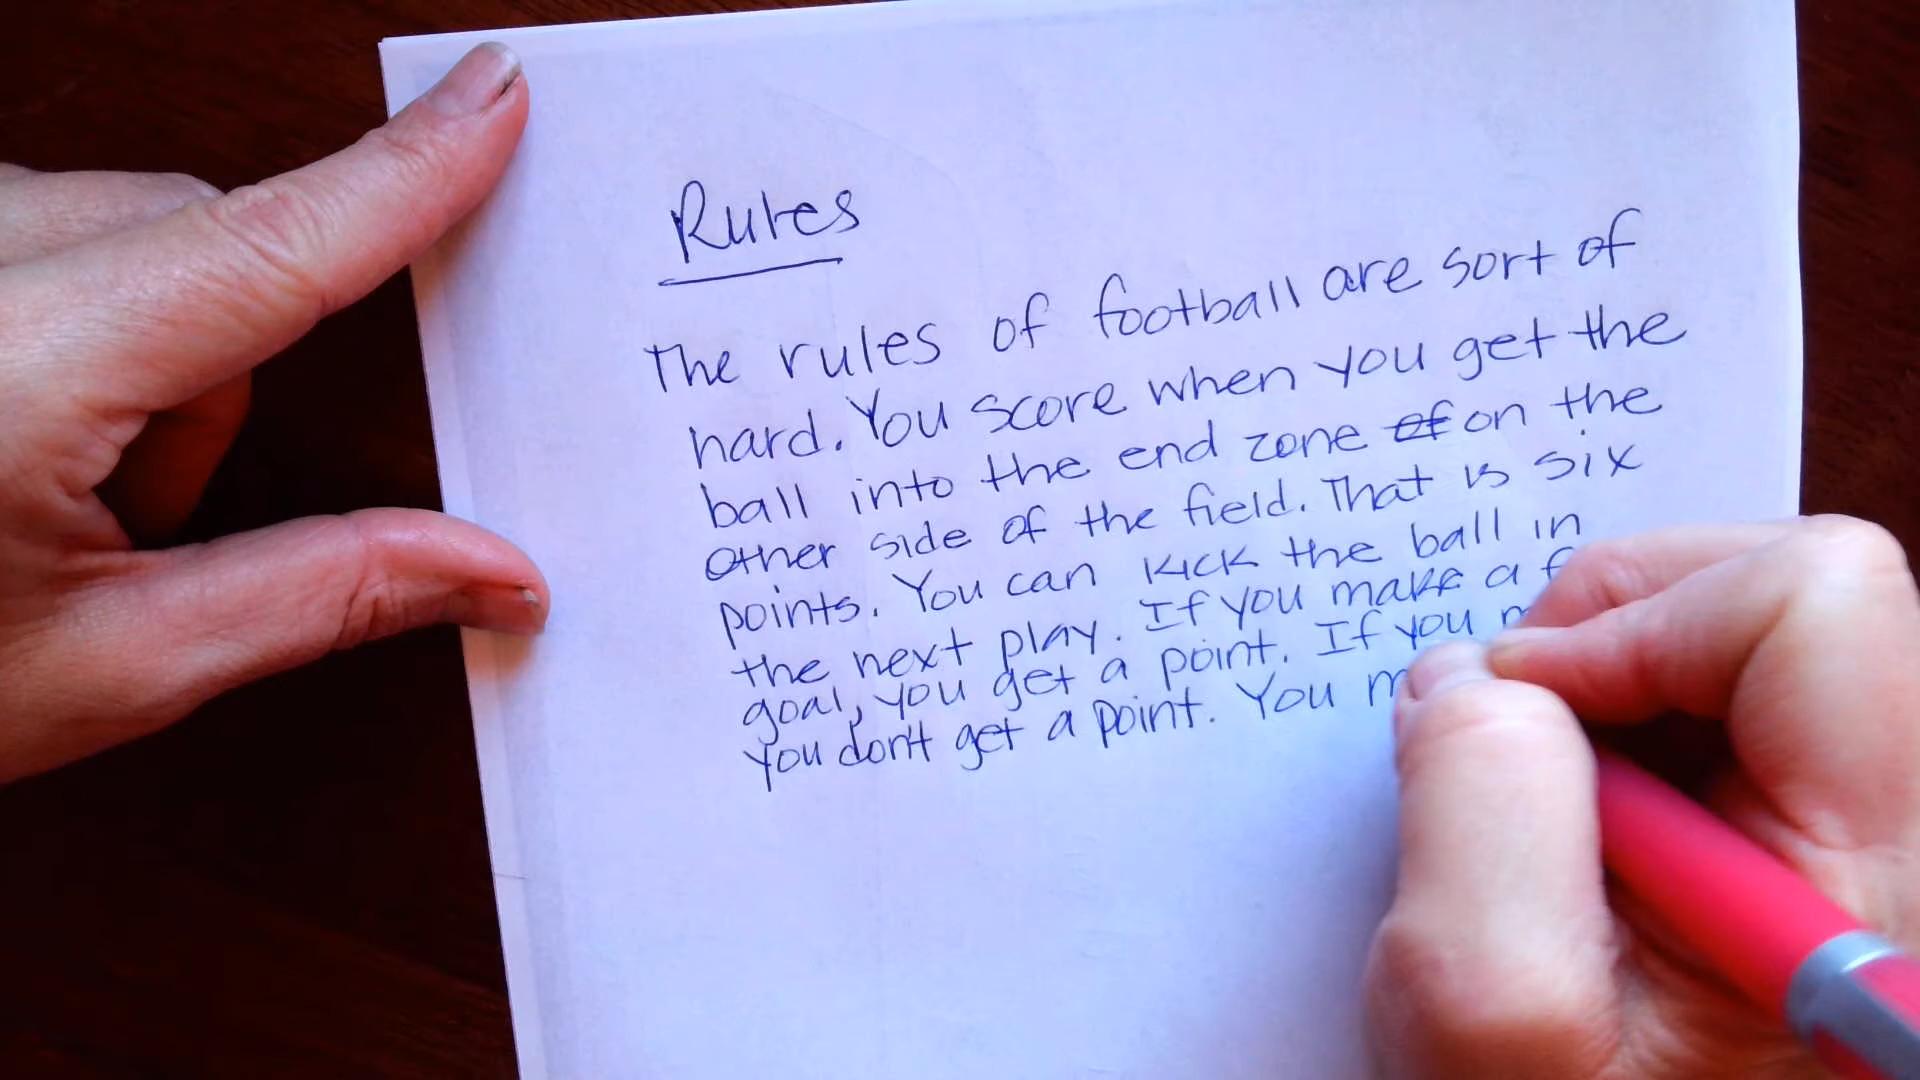 Rules
The rules of football are sort of
hard. You score when you get the
ball into the end zone of on the
other side of the field. That is six
points. You can kick the ball in
the next play. If you make a
goal, you get a point. If you
you don't get a point. You